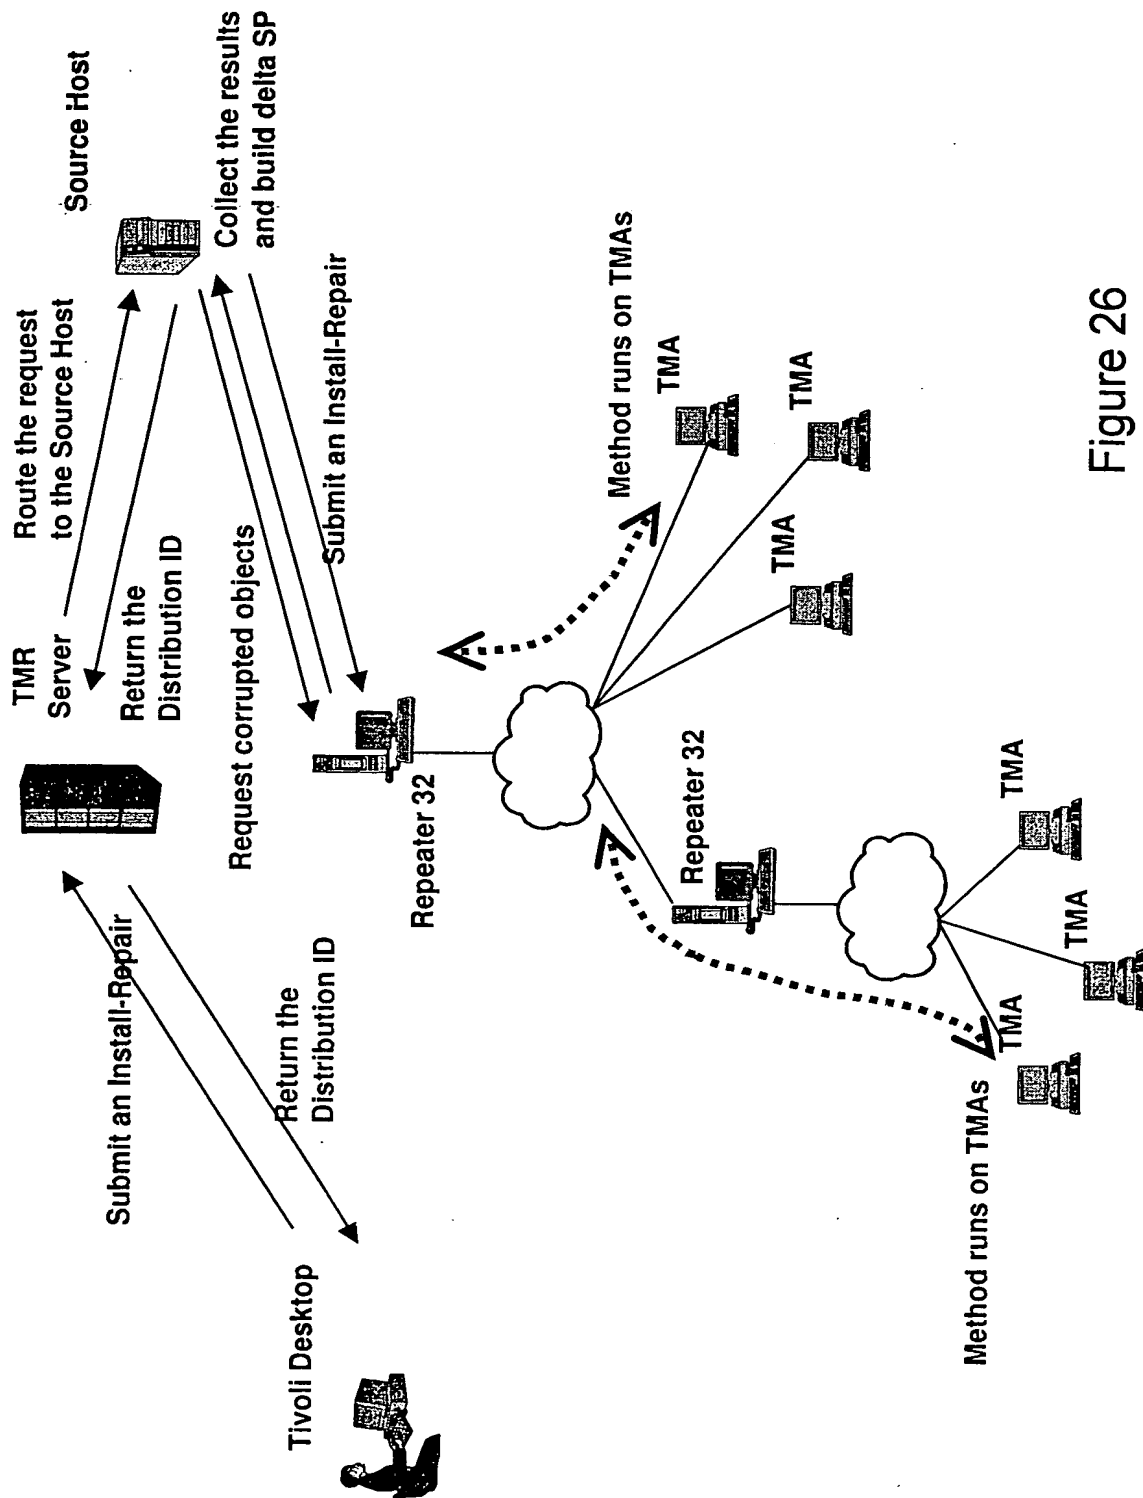 Tivoli Desktop
Submit an Install-Repair
Return the
Distribution ID
TMR
Server
Route the request
to the Source Host
Return the
Distribution ID
Source Host
Collect the results
and build delta SP
Request corrupted objects
Submit an Install-Repair
Repeater 32
Method runs on TMAs
TMA
TMA
TMA
Repeater 32
TMA
TMA
TMA
Method runs on TMAs
Figure 26